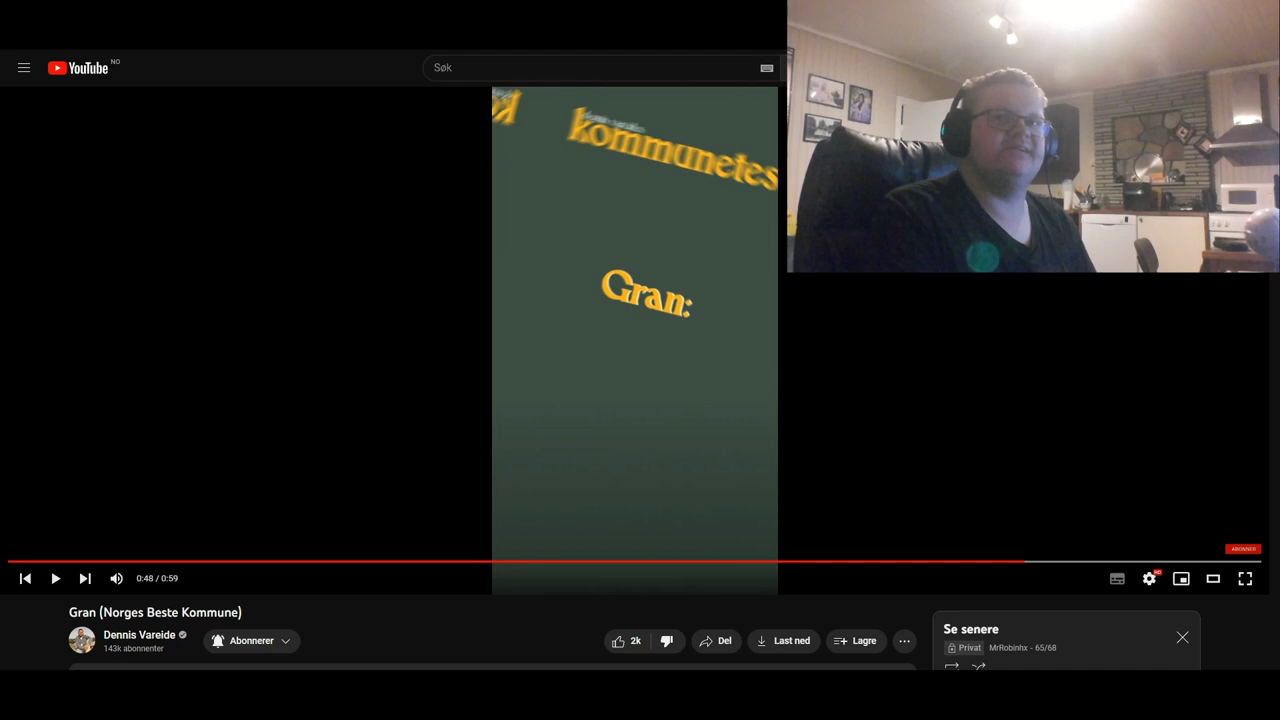 YouTube NO
Søk
kommunetes
Gran:
ABONNER
0:48 / 0:59
HD
Gran (Norges Beste Kommune)
Dennis Vareide
143k abonnenter
Abonnerer
2k
Del
Last ned
Lagre
Se senere
Privat
MrRobinhx - 65/68